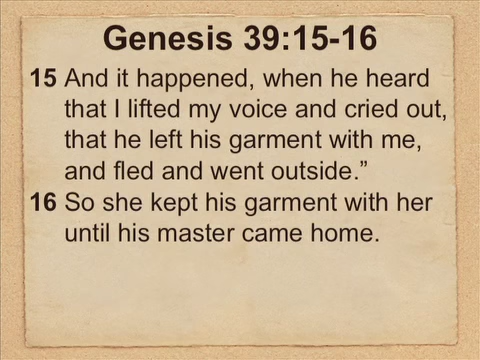 Genesis 39:15-16
15 And it happened, when he heard
that I lifted my voice and cried out,
that he left his garment with me,
and fled and went outside.”
16 So she kept his garment with her
until his master came home.